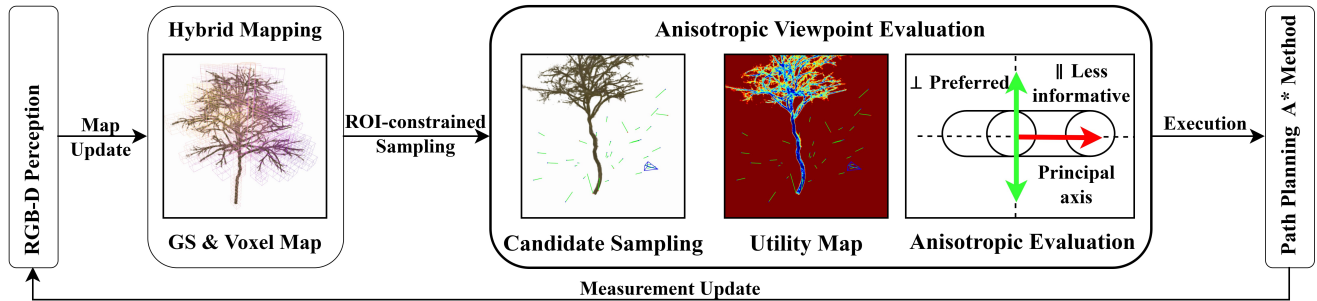 RGB-D Perception
Map
Update
Hybrid Mapping
GS & Voxel Map
ROI-constrained
Sampling
Anisotropic Viewpoint Evaluation
Candidate Sampling
Utility Map
⊥ Preferred
∥ Less
informative
Principal
axis
Anisotropic Evaluation
Execution
Path Planning A* Method
Measurement Update